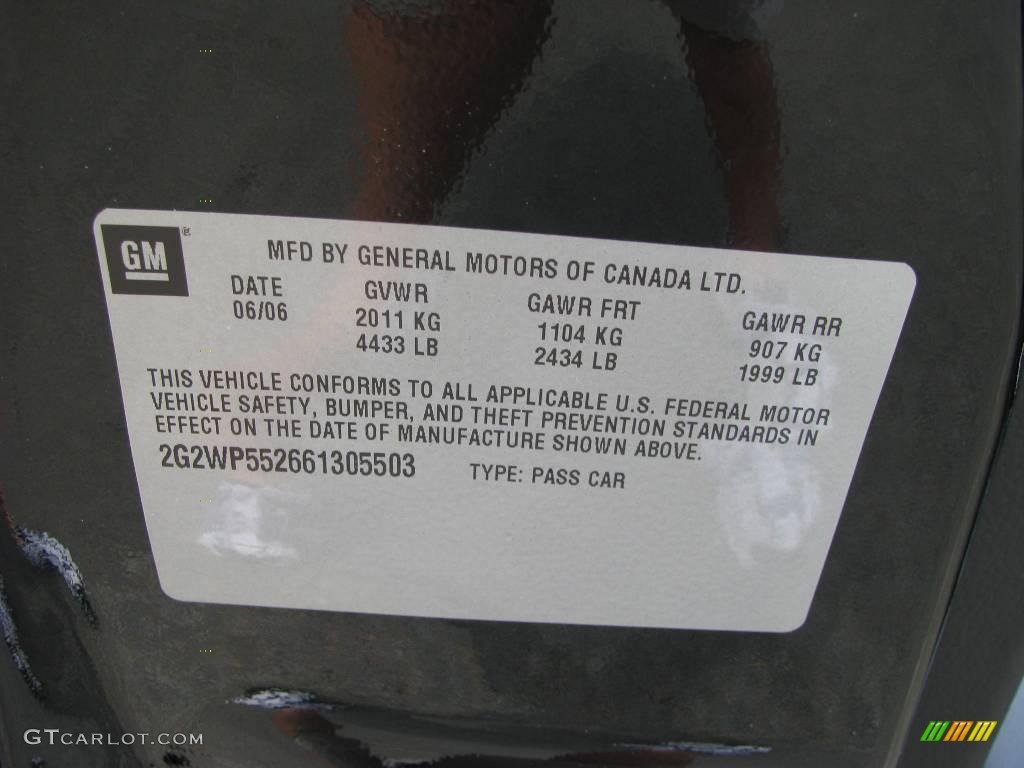 GM
MFD BY GENERAL MOTORS OF CANADA LTD.
DATE GVWR GAWR FRT GAWR RR
06/06 2011 KG 1104 KG 907 KG
4433 LB 2434 LB 1999 LB
THIS VEHICLE CONFORMS TO ALL APPLICABLE U.S. FEDERAL MOTOR
VEHICLE SAFETY, BUMPER, AND THEFT PREVENTION STANDARDS IN
EFFECT ON THE DATE OF MANUFACTURE SHOWN ABOVE.
2G2WP552661305503 TYPE: PASS CAR
GTCARLOT.COM